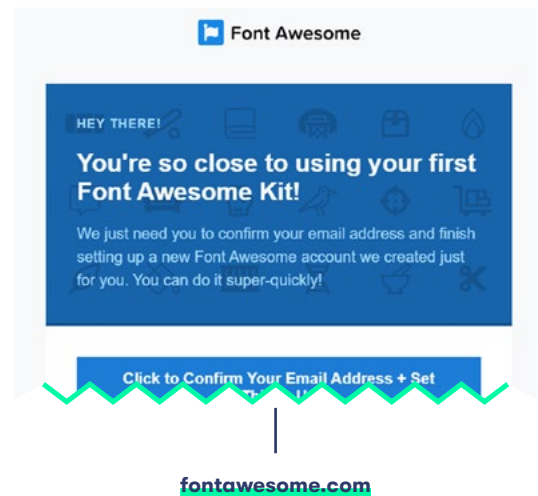 Font Awesome
HEY THERE!
You're so close to using your first
Font Awesome Kit!
We just need you to confirm your email address and finish
setting up a new Font Awesome account we created just
for you. You can do it super-quickly!
Click to Confirm Your Email Address + Set
fontawesome.com